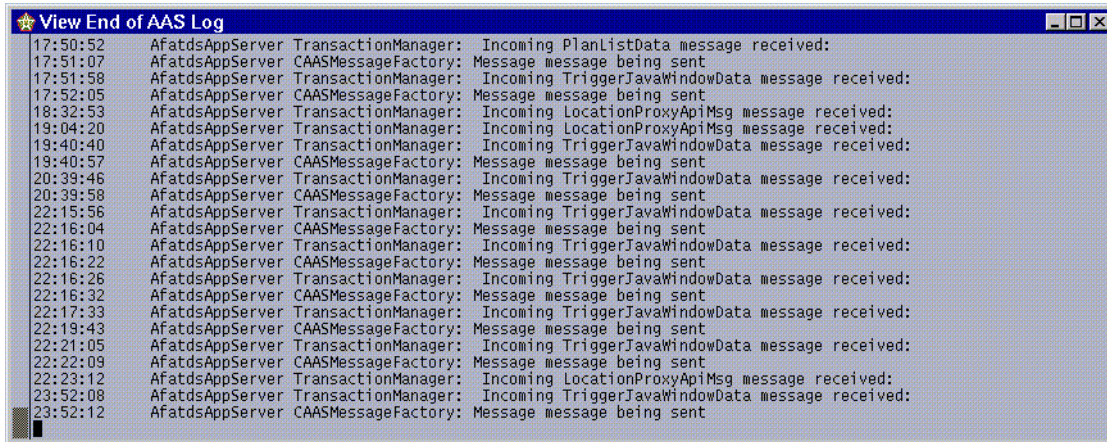 View End of AAS Log
17:50:52 AfatdsAppServer TransactionManager: Incoming PlanListData message received:
17:51:07 AfatdsAppServer CAASMessageFactory: Message message being sent
17:51:58 AfatdsAppServer TransactionManager: Incoming TriggerJavaWindowData message received:
17:52:05 AfatdsAppServer CAASMessageFactory: Message message being sent
18:32:53 AfatdsAppServer TransactionManager: Incoming LocationProxyApiMsg message received:
19:04:20 AfatdsAppServer TransactionManager: Incoming LocationProxyApiMsg message received:
19:40:40 AfatdsAppServer TransactionManager: Incoming TriggerJavaWindowData message received:
19:40:57 AfatdsAppServer CAASMessageFactory: Message message being sent
20:39:46 AfatdsAppServer TransactionManager: Incoming TriggerJavaWindowData message received:
20:39:58 AfatdsAppServer CAASMessageFactory: Message message being sent
22:15:56 AfatdsAppServer TransactionManager: Incoming TriggerJavaWindowData message received:
22:16:04 AfatdsAppServer CAASMessageFactory: Message message being sent
22:16:10 AfatdsAppServer TransactionManager: Incoming TriggerJavaWindowData message received:
22:16:22 AfatdsAppServer CAASMessageFactory: Message message being sent
22:16:26 AfatdsAppServer TransactionManager: Incoming TriggerJavaWindowData message received:
22:16:32 AfatdsAppServer CAASMessageFactory: Message message being sent
22:17:33 AfatdsAppServer TransactionManager: Incoming TriggerJavaWindowData message received:
22:19:43 AfatdsAppServer CAASMessageFactory: Message message being sent
22:21:05 AfatdsAppServer TransactionManager: Incoming TriggerJavaWindowData message received:
22:22:09 AfatdsAppServer CAASMessageFactory: Message message being sent
22:23:12 AfatdsAppServer TransactionManager: Incoming LocationProxyApiMsg message received:
23:52:08 AfatdsAppServer TransactionManager: Incoming TriggerJavaWindowData message received:
23:52:12 AfatdsAppServer CAASMessageFactory: Message message being sent